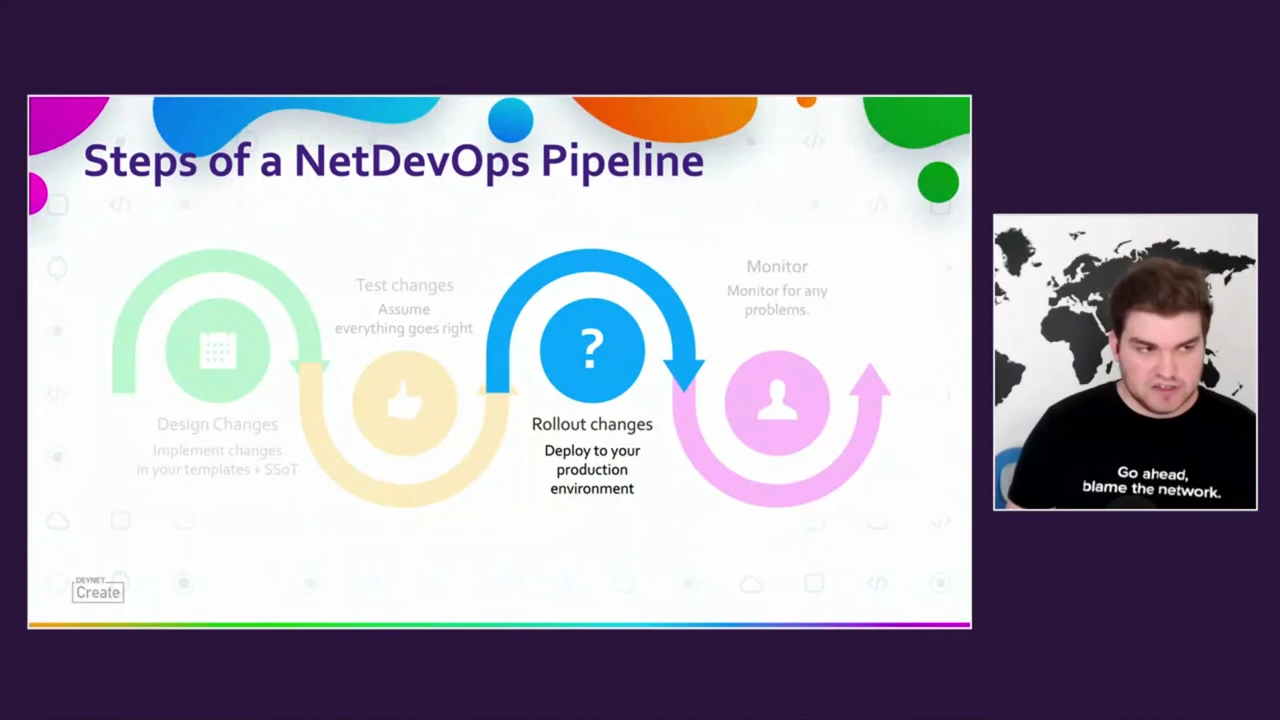 Steps of a NetDevOps Pipeline
Design Changes
Implement changes
in your templates + SSoT
Test changes
Assume
everything goes right
?
Rollout changes
Deploy to your
production
environment
Monitor
Monitor for any
problems.
DEVNET
Create
Go ahead,
blame the network.